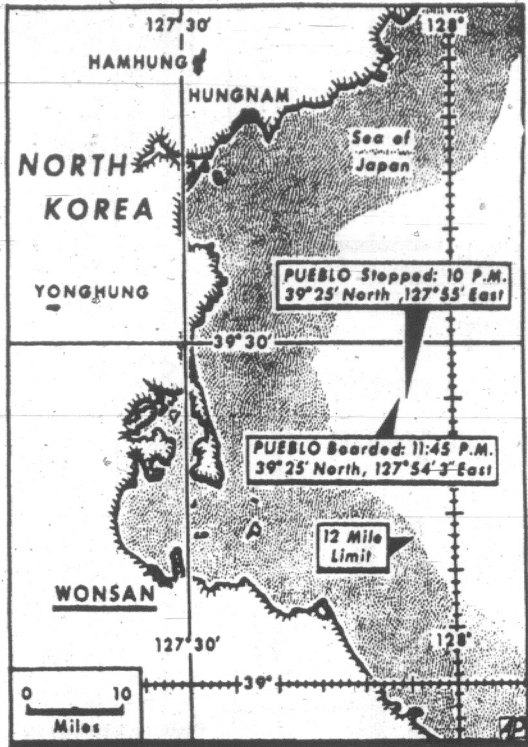 127°30'
128°
HAMHUNG
HUNGNAM
Sea of
Japan
NORTH
KOREA
PUEBLO Stopped: 10 P.M.
39°25' North, 127°55' East
YONGHUNG
39°30'
PUEBLO Boarded: 11:45 P.M.
39°25' North, 127°54'3" East
12 Mile
Limit
WONSAN
127°30'
128°
39°
0 10
Miles